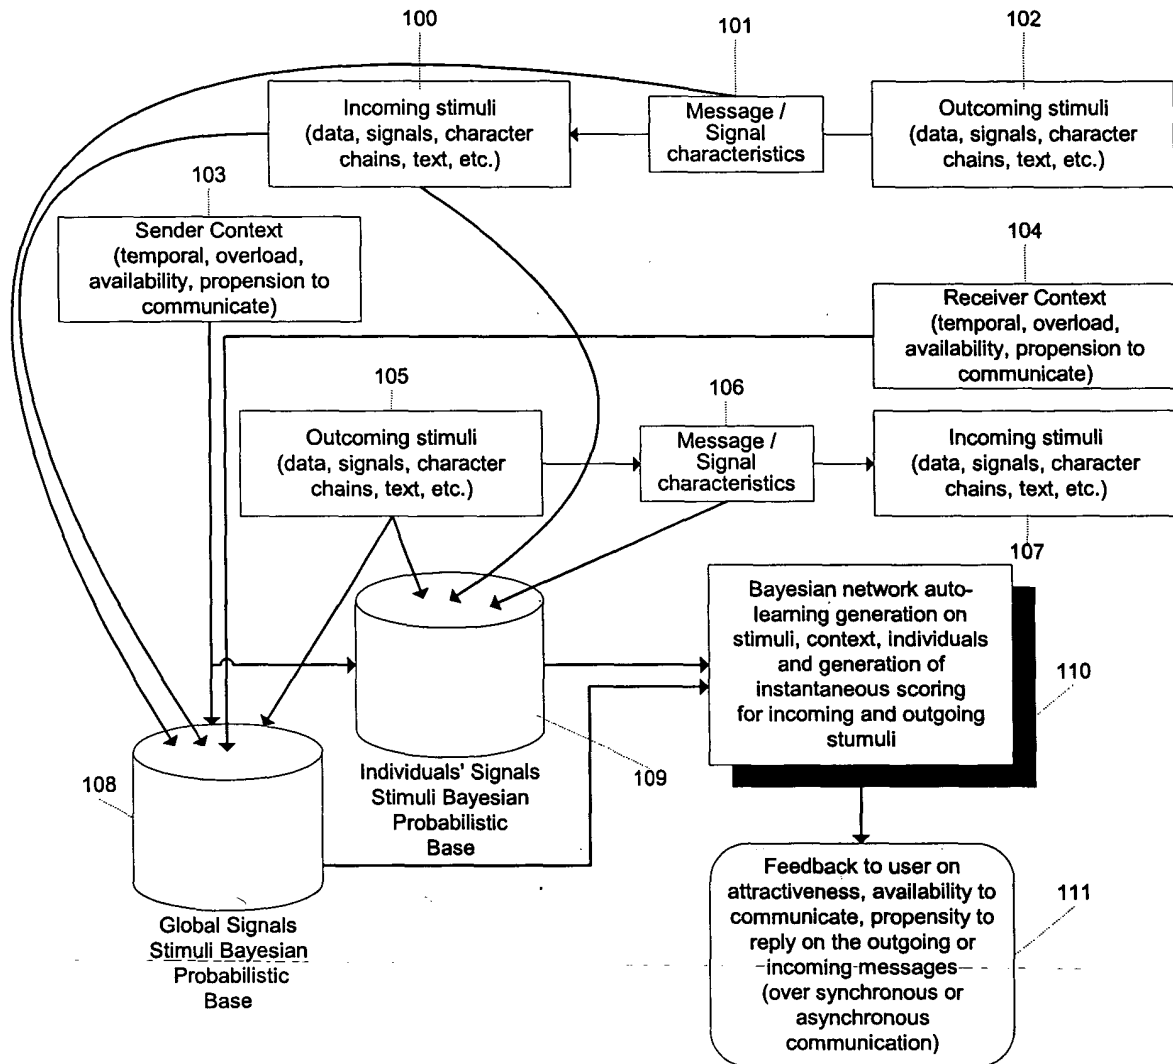 100
101
102
Incoming stimuli
(data, signals, character
chains, text, etc.)
Message /
Signal
characteristics
Outcoming stimuli
(data, signals, character
chains, text, etc.)
103
Sender Context
(temporal, overload,
availability, propension to
communicate)
104
Receiver Context
(temporal, overload,
availability, propension to
communicate)
105
Outcoming stimuli
(data, signals, character
chains, text, etc.)
106
Message /
Signal
characteristics
Incoming stimuli
(data, signals, character
chains, text, etc.)
107
Bayesian network auto-
learning generation on
stimuli, context, individuals
and generation of
instantaneous scoring
for incoming and outgoing
stumuli
110
108
Global Signals
Stimuli Bayesian
Probabilistic
Base
Individuals' Signals
Stimuli Bayesian
Probabilistic
Base
109
Feedback to user on
attractiveness, availability to
communicate, propensity to
reply on the outgoing or
incoming messages
(over synchronous or
asynchronous
communication)
111